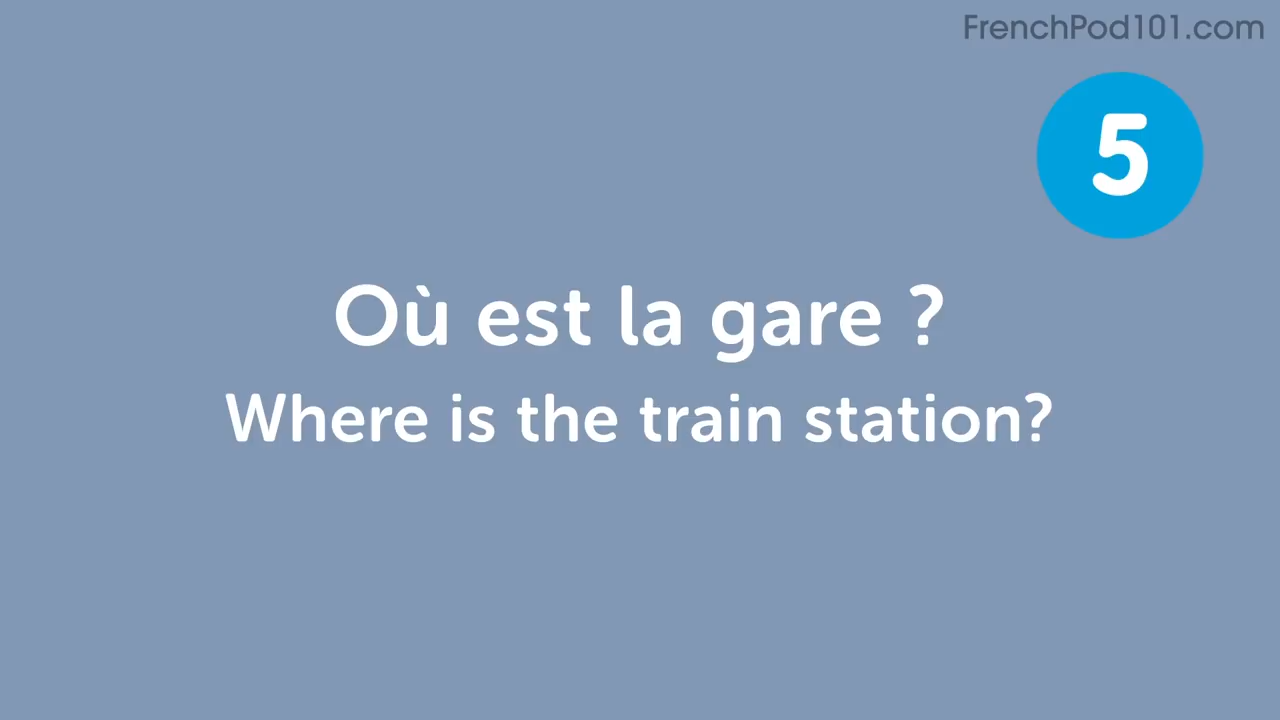 FrenchPod101.com
5
Où est la gare ?
Where is the train station?